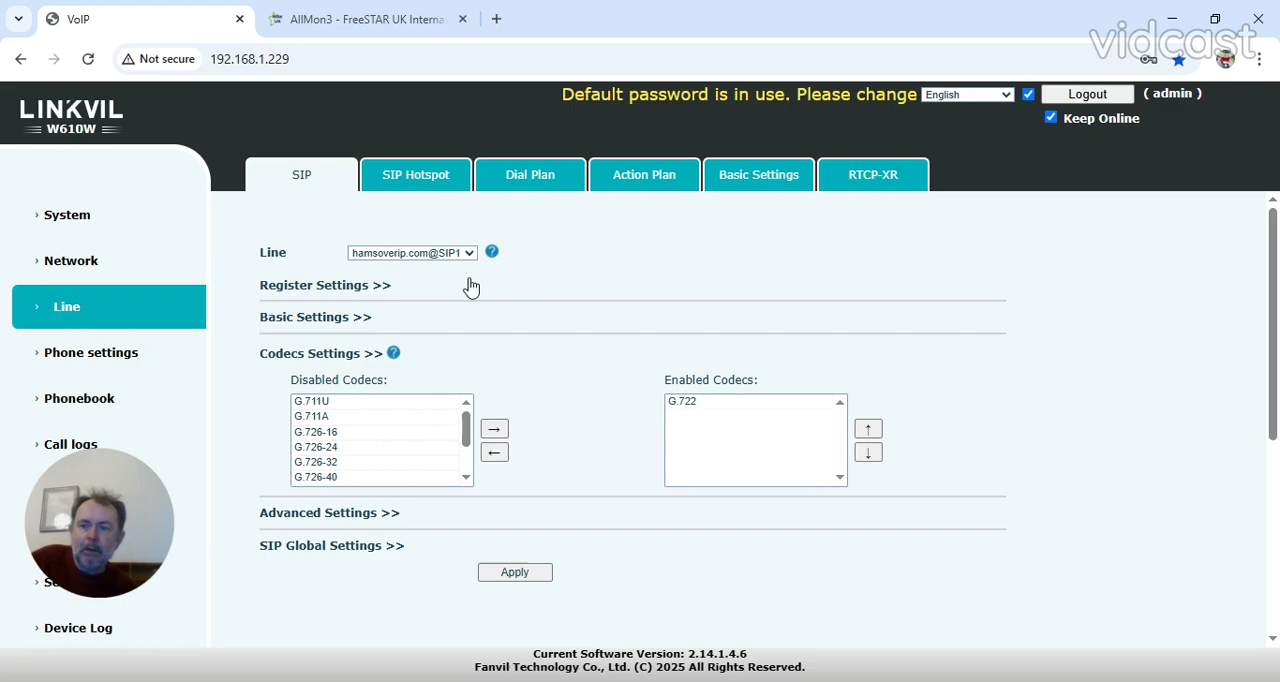 VoIP
AllMon3 - FreeSTAR UK Interna
vidcast
Not secure
192.168.1.229
LINKVIL
W610W
Default password is in use. Please change
English
Logout
( admin )
Keep Online
SIP
SIP Hotspot
Dial Plan
Action Plan
Basic Settings
RTCP-XR
System
Network
Line
Phone settings
Phonebook
Call logs
Device Log
Line
hamsoverip.com@SIP1
Register Settings >>
Basic Settings >>
Codecs Settings >>
Disabled Codecs:
Enabled Codecs:
G.711U
G.711A
G.726-16
G.726-24
G.726-32
G.726-40
→
←
G.722
↑
↓
Advanced Settings >>
SIP Global Settings >>
Apply
Current Software Version: 2.14.1.4.6
Fanvil Technology Co., Ltd. (C) 2025 All Rights Reserved.